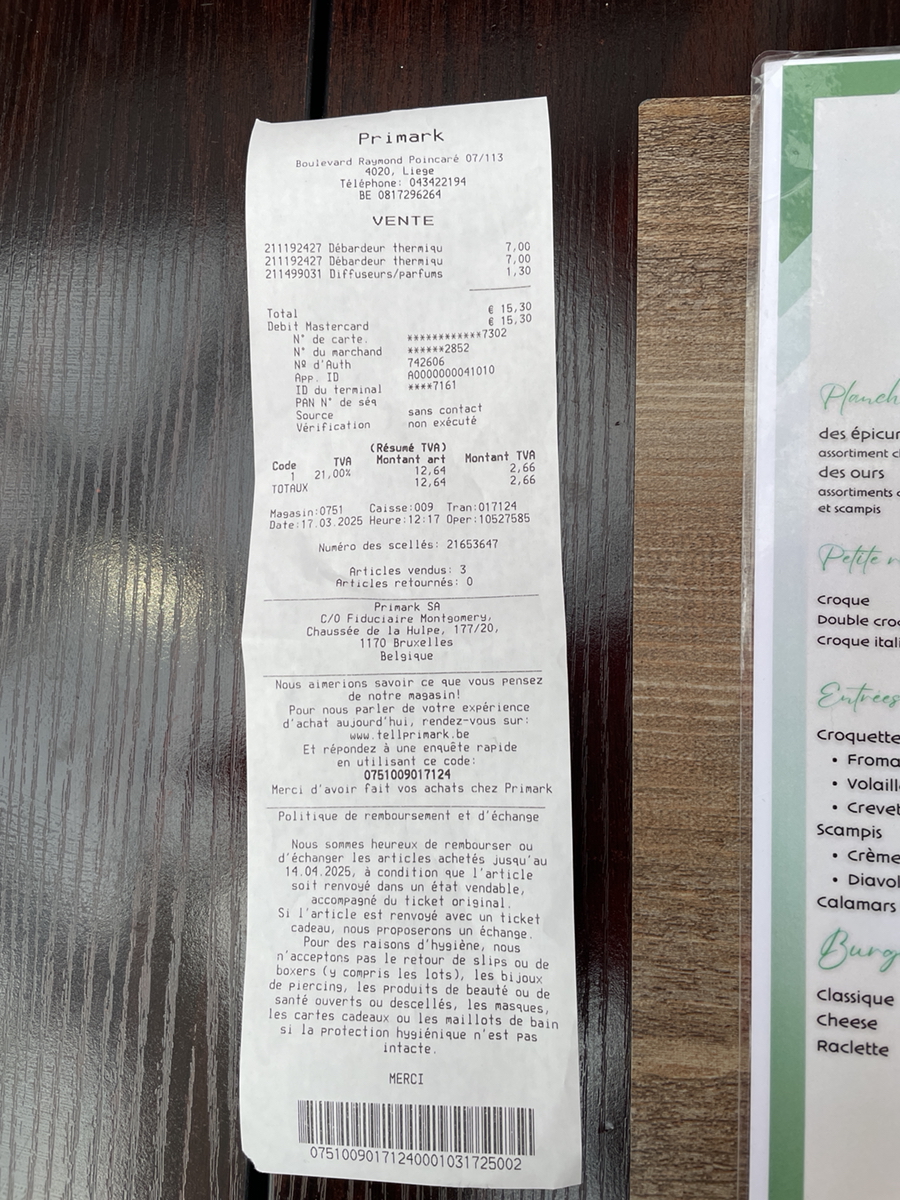 Primark
Boulevard Raymond Poincaré 07/113
4020, Liege
Téléphone: 043422194
BE 0817296264
VENTE
211192427 Débardeur thermiqu 7,00
211192427 Débardeur thermiqu 7,00
211499031 Diffuseurs/parfums 1,30
Total € 15,30
Debit Mastercard € 15,30
N° de carte. ************7302
N° du marchand ******2852
Nº d'Auth 742606
App. ID A0000000041010
ID du terminal ****7161
PAN N° de séq
Source sans contact
Vérification non exécuté
(Résumé TVA)
Code TVA Montant art Montant TVA
1 21,00% 12,64 2,66
TOTAUX 12,64 2,66
Magasin:0751 Caisse:009 Tran:017124
Date:17.03.2025 Heure:12:17 Oper:10527585
Numéro des scellés: 21653647
Articles vendus: 3
Articles retournés: 0
Primark SA
C/O Fiduciaire Montgomery,
Chaussée de la Hulpe, 177/20,
1170 Bruxelles
Belgique
Nous aimerions savoir ce que vous pensez
de notre magasin!
Pour nous parler de votre expérience
d'achat aujourd'hui, rendez-vous sur:
www.tellprimark.be
Et répondez à une enquête rapide
en utilisant ce code:
0751009017124
Merci d'avoir fait vos achats chez Primark
Politique de remboursement et d'échange
Nous sommes heureux de rembourser ou
d'échanger les articles achetés jusqu'au
14.04.2025, à condition que l'article
soit renvoyé dans un état vendable,
accompagné du ticket original.
Si l'article est renvoyé avec un ticket
cadeau, nous proposerons un échange.
Pour des raisons d'hygiène, nous
n'acceptons pas le retour de slips ou de
boxers (y compris les lots), les bijoux
de piercing, les produits de beauté ou de
santé ouverts ou descellés, les masques,
les cartes cadeaux ou les maillots de bain
si la protection hygiénique n'est pas
intacte.
MERCI
07510090171240001031725002
Planch
des épicur
assortiment c
des ours
assortiments
et scampis
Petite
Croque
Double cro
Croque itali
Entrées
Croquette
• Froma
• Volaill
• Crevet
Scampis
• Crème
• Diavol
Calamars
Burg
Classique
Cheese
Raclette